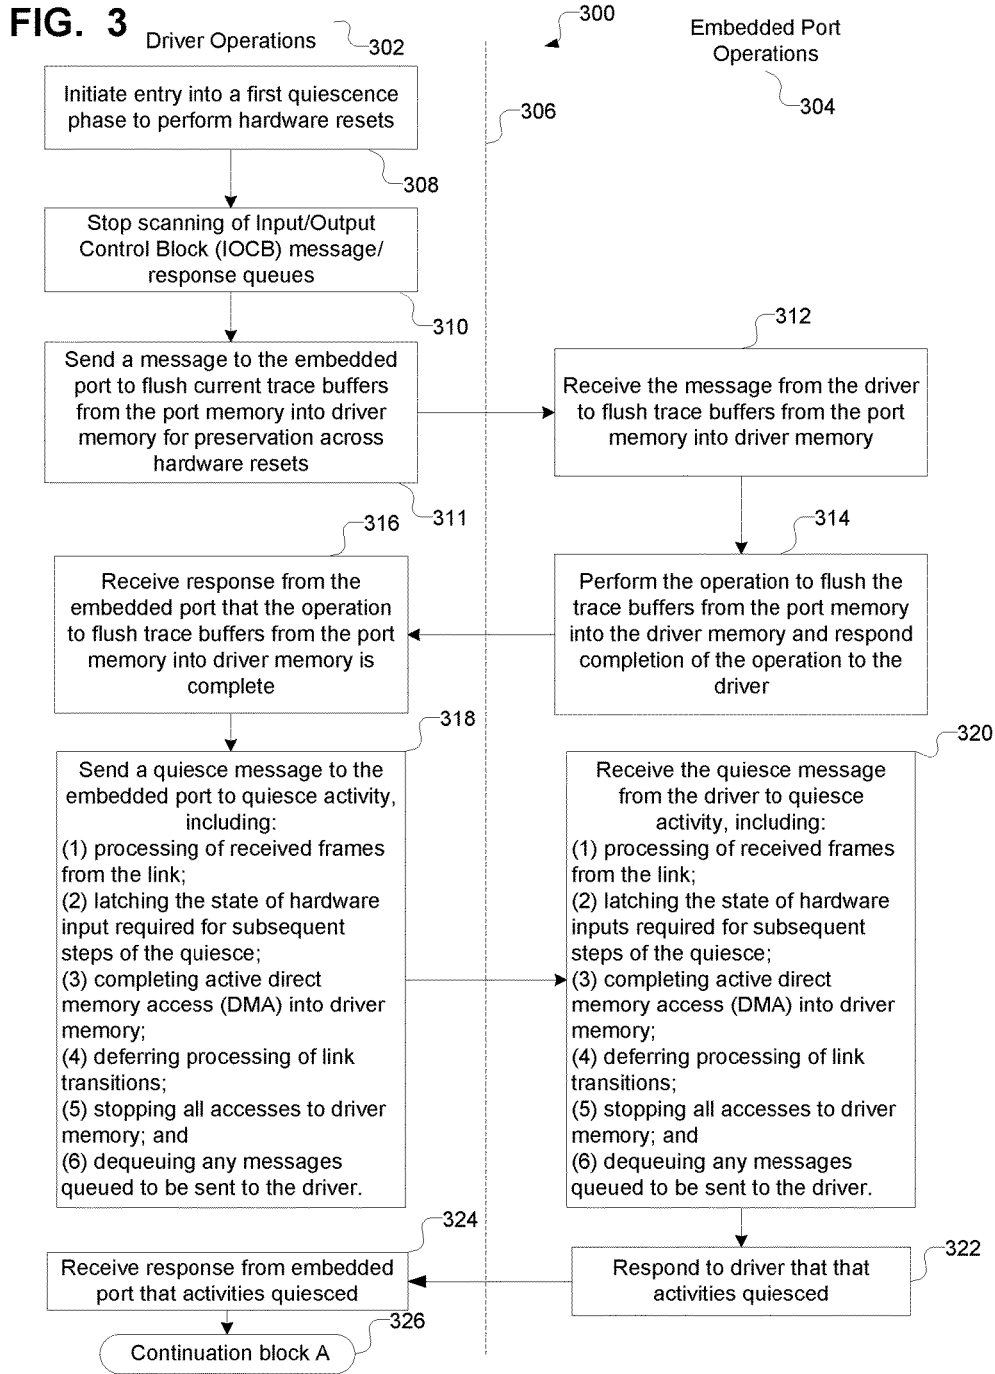 FIG. 3
Driver Operations
302
300
Embedded Port
Operations
304
306
Initiate entry into a first quiescence
phase to perform hardware resets
308
Stop scanning of Input/Output
Control Block (IOCB) message/
response queues
310
Send a message to the embedded
port to flush current trace buffers
from the port memory into driver
memory for preservation across
hardware resets
311
312
Receive the message from the driver
to flush trace buffers from the port
memory into driver memory
314
Perform the operation to flush the
trace buffers from the port memory
into the driver memory and respond
completion of the operation to the
driver
316
Receive response from the
embedded port that the operation
to flush trace buffers from the port
memory into driver memory is
complete
318
Send a quiesce message to the
embedded port to quiesce activity,
including:
(1) processing of received frames
from the link;
(2) latching the state of hardware
input required for subsequent
steps of the quiesce;
(3) completing active direct
memory access (DMA) into driver
memory;
(4) deferring processing of link
transitions;
(5) stopping all accesses to driver
memory; and
(6) dequeuing any messages
queued to be sent to the driver.
320
Receive the quiesce message
from the driver to quiesce
activity, including:
(1) processing of received frames
from the link;
(2) latching the state of hardware
inputs required for subsequent
steps of the quiesce;
(3) completing active direct
memory access (DMA) into driver
memory;
(4) deferring processing of link
transitions;
(5) stopping all accesses to driver
memory; and
(6) dequeuing any messages
queued to be sent to the driver.
322
Respond to driver that that
activities quiesced
324
Receive response from embedded
port that activities quiesced
326
Continuation block A